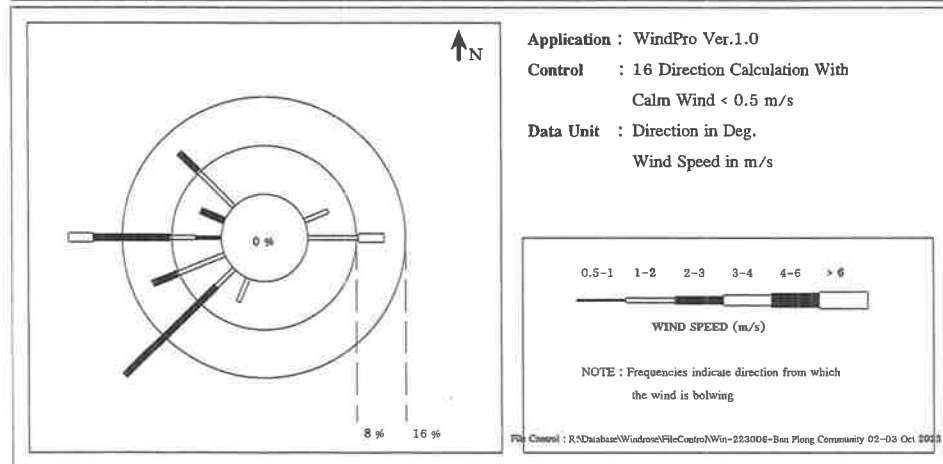 N
Application : WindPro Ver.1.0
Control : 16 Direction Calculation With
Calm Wind < 0.5 m/s
Data Unit : Direction in Deg.
Wind Speed in m/s
0 %
8 % 16 %
0.5-1 1-2 2-3 3-4 4-6 > 6
WIND SPEED (m/s)
NOTE : Frequencies indicate direction from which
the wind is bolwing
File Control : R:\Database\Windrose\FileControl\Win-223006-Ban Plong Community 02-03 Oct 2023